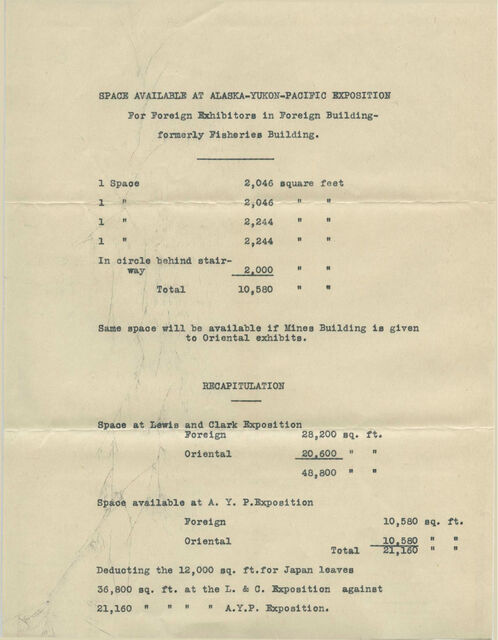 SPACE AVAILABLE AT ALASKA-YUKON-PACIFIC EXPOSITION
For Foreign Exhibitors in Foreign Building-
formerly Fisheries Building.
1 Space 2,046 square feet
1 " 2,046 " "
1 " 2,244 " "
1 " 2,244 " "
In circle behind stair-
way 2,000 " "
Total 10,580 " "
Same space will be available if Mines Building is given
to Oriental exhibits.
RECAPITULATION
Space at Lewis and Clark Exposition
Foreign 28,200 sq. ft.
Oriental 20,600 " "
48,800 " "
Space available at A. Y. P.Exposition
Foreign 10,580 sq. ft.
Oriental 10,580 " "
Total 21,160 " "
Deducting the 12,000 sq. ft.for Japan leaves
36,800 sq. ft. at the L. & C. Exposition against
21,160 " " " " A.Y.P. Exposition.